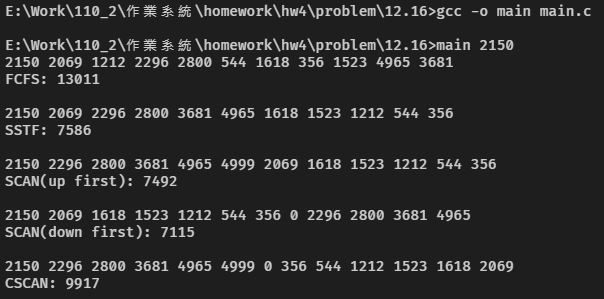 E:\Work\110_2\作業系統\homework\hw4\problem\12.16>gcc -o main main.c
E:\Work\110_2\作業系統\homework\hw4\problem\12.16>main 2150
2150 2069 1212 2296 2800 544 1618 356 1523 4965 3681
FCFS: 13011
2150 2069 2296 2800 3681 4965 1618 1523 1212 544 356
SSTF: 7586
2150 2296 2800 3681 4965 4999 2069 1618 1523 1212 544 356
SCAN(up first): 7492
2150 2069 1618 1523 1212 544 356 0 2296 2800 3681 4965
SCAN(down first): 7115
2150 2296 2800 3681 4965 4999 0 356 544 1212 1523 1618 2069
CSCAN: 9917